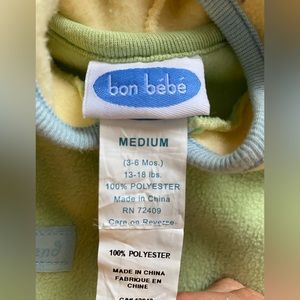 bon bébé
MEDIUM
(3-6 Mos.)
13-18 lbs.
100% POLYESTER
Made in China
RN 72409
Care on Reverse
100% POLYESTER
MADE IN CHINA
FABRIQUE EN
CHINE